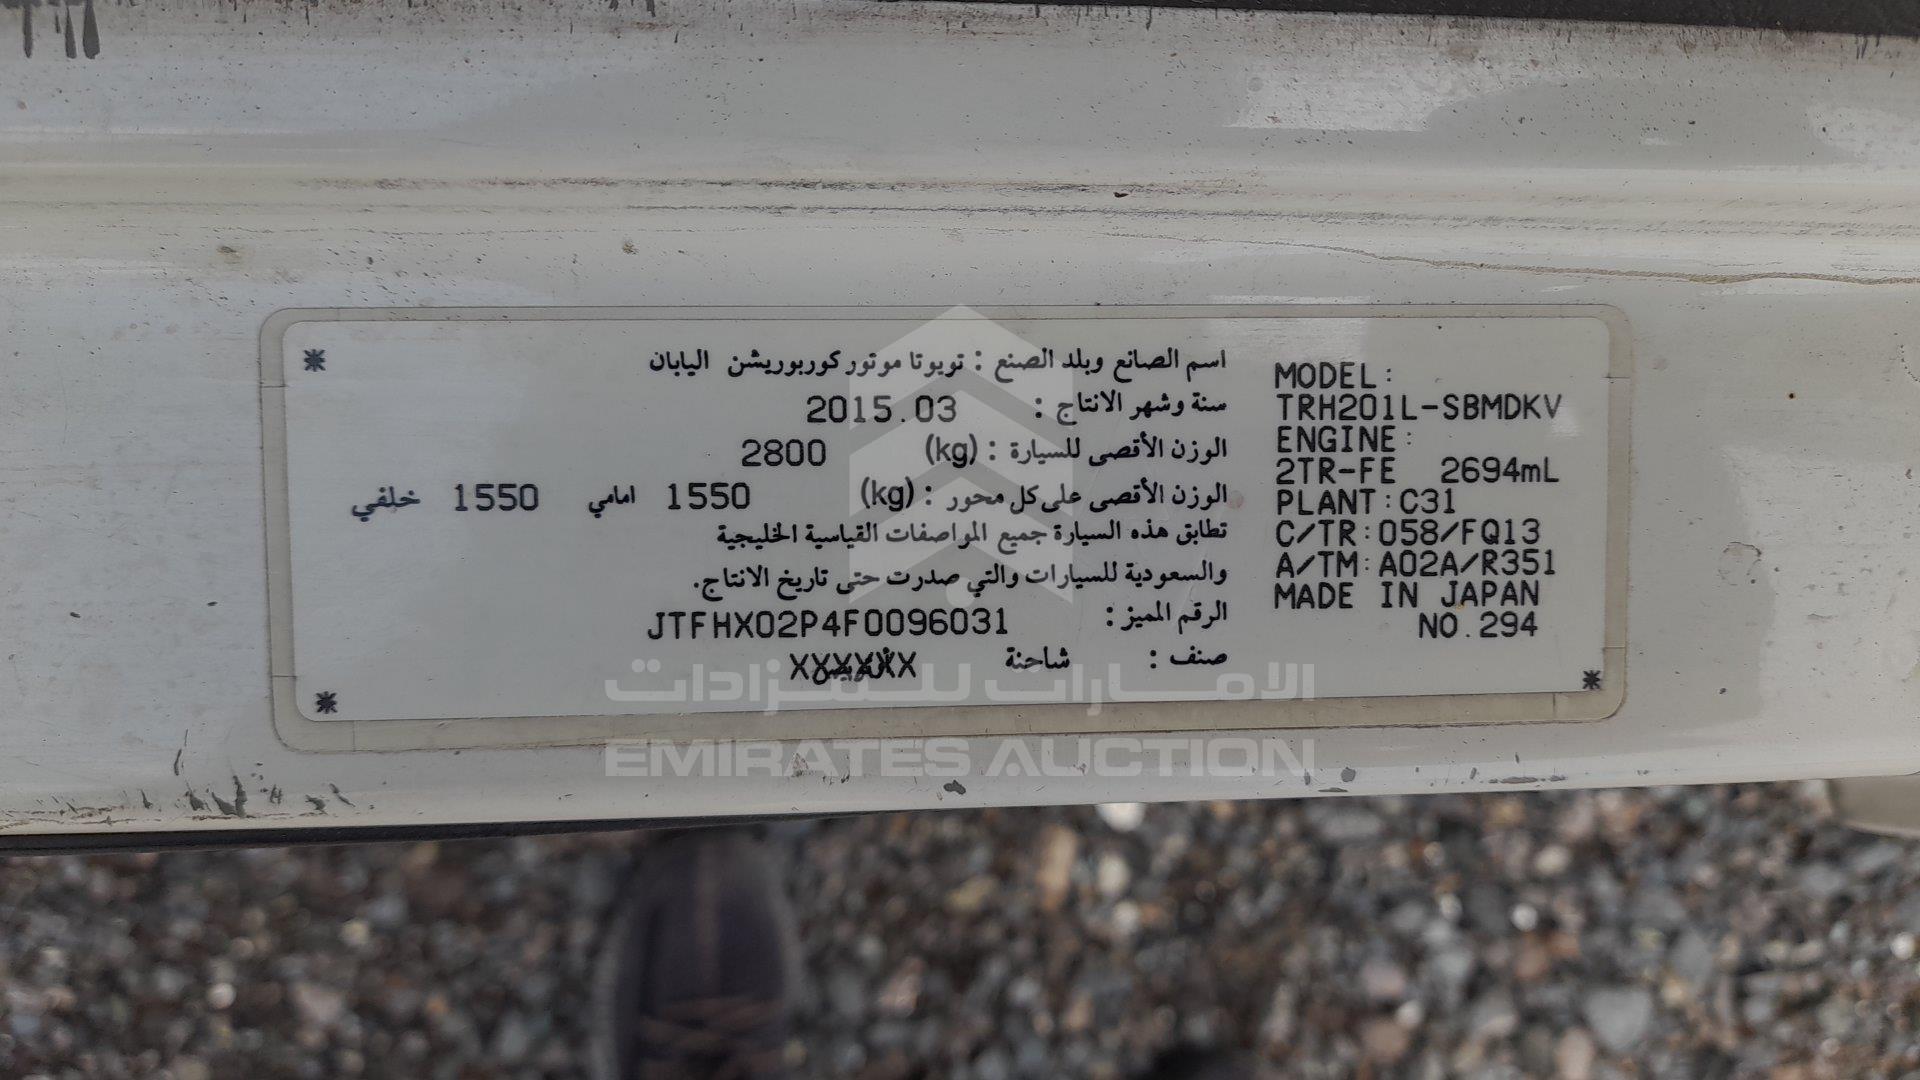 اسم الصانع وبلد الصنع : تويوتا موتور كوربوريشن اليابان
سنة وشهر الانتاج : 2015.03
الوزن الأقصى للسيارة : (kg) 2800
الوزن الأقصى على كل محور : (kg) 1550 امامي 1550 خلفي
تطابق هذه السيارة جميع المواصفات القياسية الخليجية
والسعودية للسيارات والتي صدرت حتى تاريخ الانتاج.
الرقم المميز : JTFHX02P4F0096031
صنف : شاحنة XXXXXX
MODEL:
TRH201L-SBMDKV
ENGINE:
2TR-FE 2694mL
PLANT:C31
C/TR:058/FQ13
A/TM:A02A/R351
MADE IN JAPAN
NO.294
الامارات للمزادات
EMIRATES AUCTION